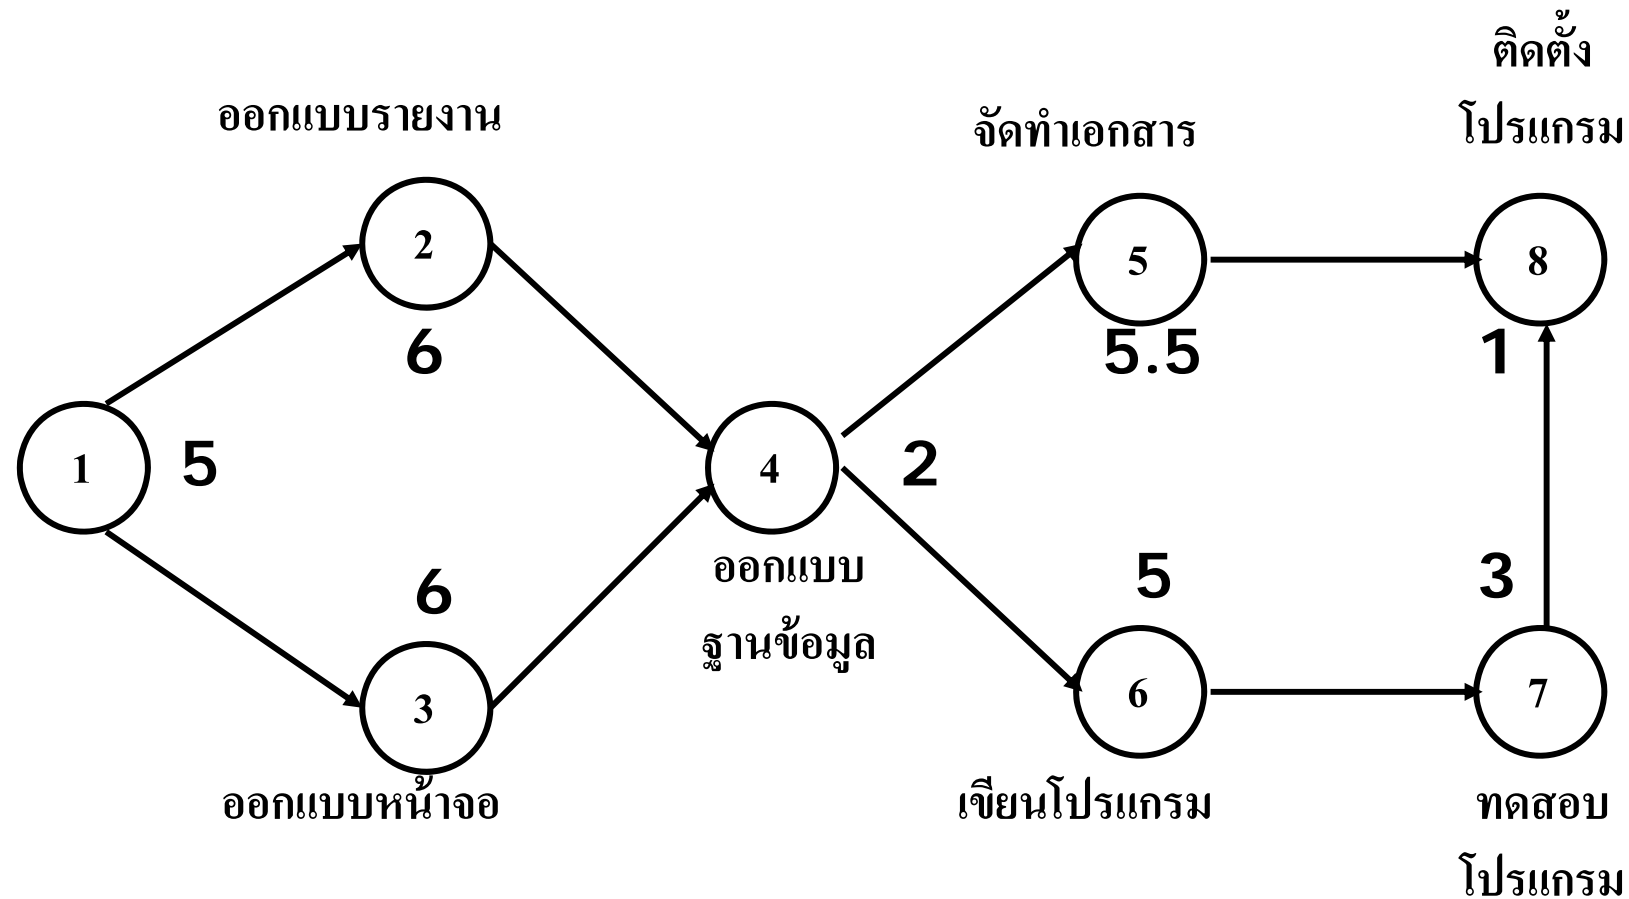 ติดตั้ง
โปรแกรม
ออกแบบรายงาน
จัดทำเอกสาร
2
5
8
6
5.5
1
1
5
4
2
ออกแบบ
ฐานข้อมูล
6
5
3
3
6
7
ออกแบบหน้าจอ
เขียนโปรแกรม
ทดสอบ
โปรแกรม